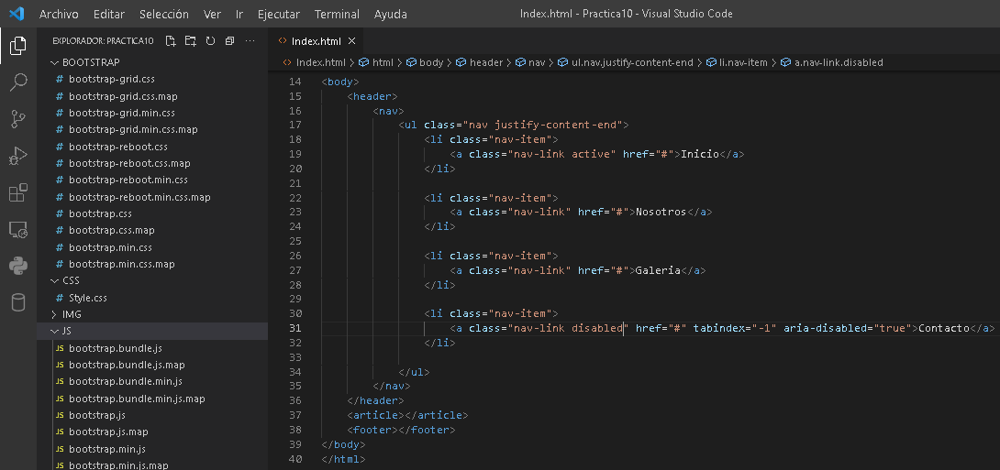 Archivo Editar Selección Ver Ir Ejecutar Terminal Ayuda Index.html - Practica10 - Visual Studio Code
EXPLORADOR: PRACTICA10
BOOTSTRAP
# bootstrap-grid.css
# bootstrap-grid.css.map
# bootstrap-grid.min.css
# bootstrap-grid.min.css.map
# bootstrap-reboot.css
# bootstrap-reboot.css.map
# bootstrap-reboot.min.css
# bootstrap-reboot.min.css.map
# bootstrap.css
# bootstrap.css.map
# bootstrap.min.css
# bootstrap.min.css.map
CSS
# Style.css
IMG
JS
JS bootstrap.bundle.js
JS bootstrap.bundle.js.map
JS bootstrap.bundle.min.js
JS bootstrap.bundle.min.js.map
JS bootstrap.js
JS bootstrap.js.map
JS bootstrap.min.js
JS bootstrap.min.js.map
<> Index.html ×
<> Index.html > html > body > header > nav > ul.nav.justify-content-end > li.nav-item > a.nav-link.disabled
14 <body>
15 <header>
16 <nav>
17 <ul class="nav justify-content-end">
18 <li class="nav-item">
19 <a class="nav-link active" href="#">Inicio</a>
20 </li>
21
22 <li class="nav-item">
23 <a class="nav-link" href="#">Nosotros</a>
24 </li>
25
26 <li class="nav-item">
27 <a class="nav-link" href="#">Galeria</a>
28 </li>
29
30 <li class="nav-item">
31 <a class="nav-link disabled" href="#" tabindex="-1" aria-disabled="true">Contacto</a>
32 </li>
33
34 </ul>
35 </nav>
36 </header>
37 <article></article>
38 <footer></footer>
39 </body>
40 </html>